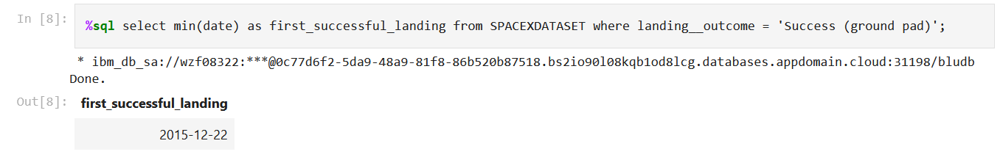 In [8]: %sql select min(date) as first_successful_landing from SPACEXDATASET where landing__outcome = 'Success (ground pad)';
* ibm_db_sa://wzf08322:***@0c77d6f2-5da9-48a9-81f8-86b520b87518.bs2io90l08kqb1od8lcg.databases.appdomain.cloud:31198/bludb
Done.
Out[8]: first_successful_landing
2015-12-22